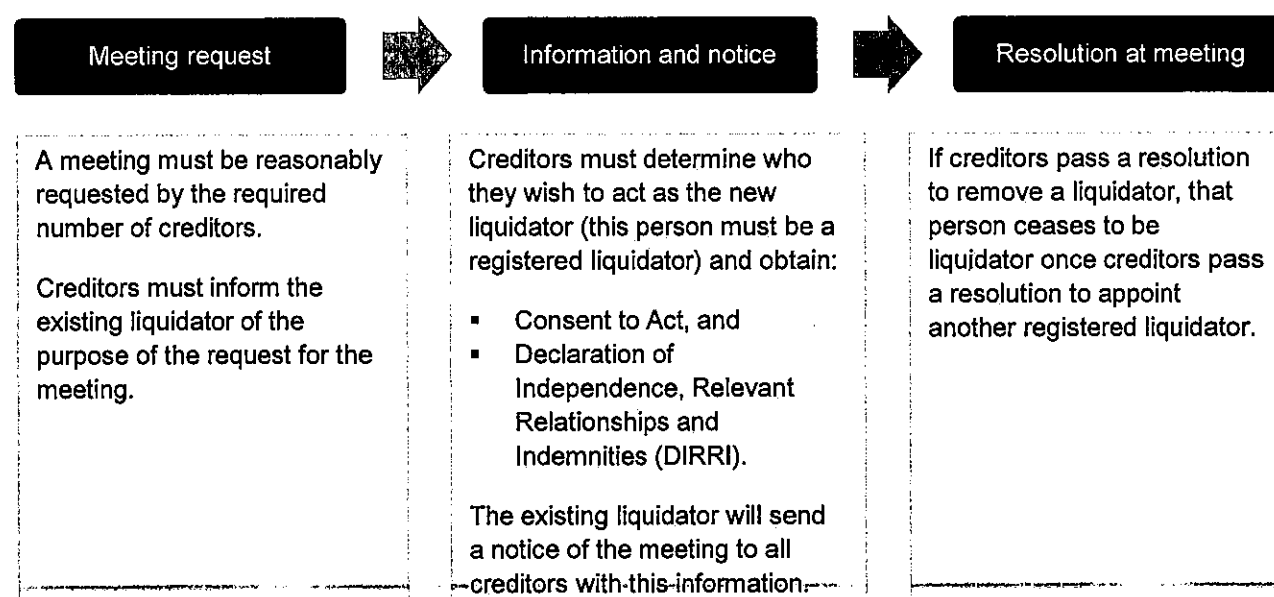 Meeting request
Information and notice
Resolution at meeting
A meeting must be reasonably
requested by the required
number of creditors.
Creditors must inform the
existing liquidator of the
purpose of the request for the
meeting.
Creditors must determine who
they wish to act as the new
liquidator (this person must be a
registered liquidator) and obtain:
▪ Consent to Act, and
▪ Declaration of
Independence, Relevant
Relationships and
Indemnities (DIRRI).
The existing liquidator will send
a notice of the meeting to all
creditors with this information.
If creditors pass a resolution
to remove a liquidator, that
person ceases to be
liquidator once creditors pass
a resolution to appoint
another registered liquidator.